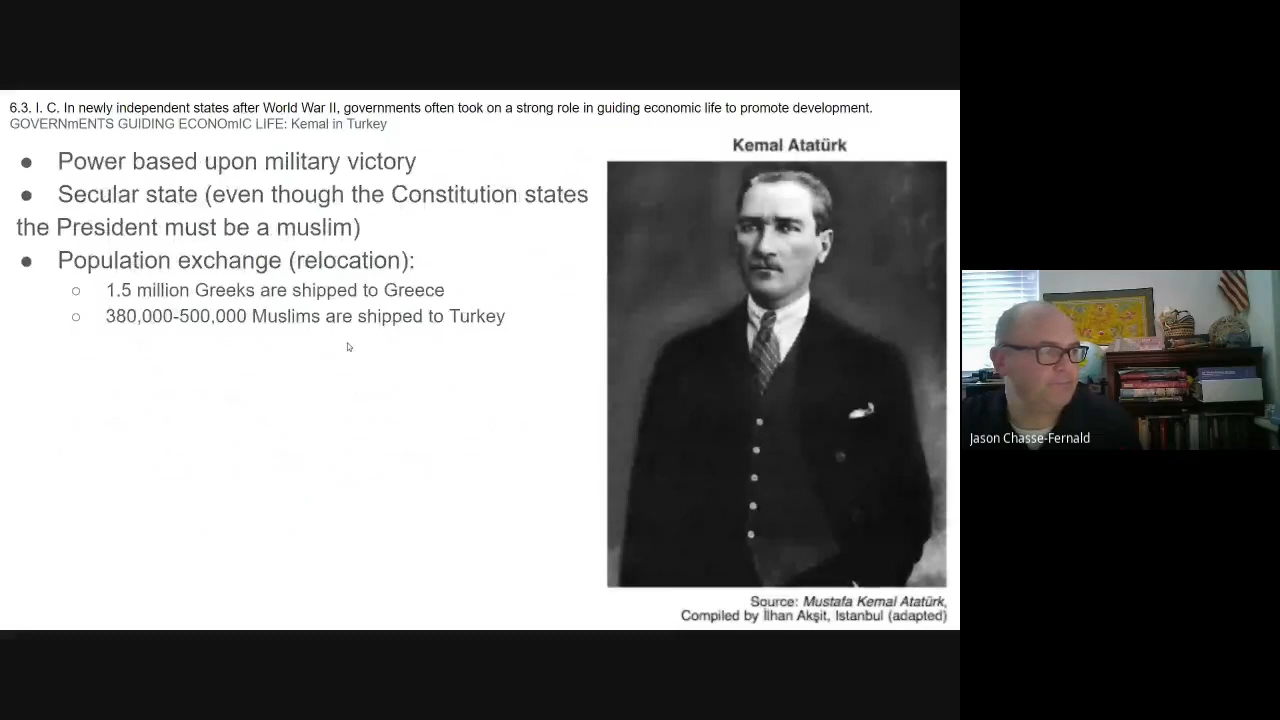 6.3. I. C. In newly independent states after World War II, governments often took on a strong role in guiding economic life to promote development.
GOVERNmENTS GUIDING ECONOmIC LIFE: Kemal in Turkey
● Power based upon military victory
● Secular state (even though the Constitution states
the President must be a muslim)
● Population exchange (relocation):
○ 1.5 million Greeks are shipped to Greece
○ 380,000-500,000 Muslims are shipped to Turkey
Kemal Atatürk
Source: Mustafa Kemal Atatürk,
Compiled by İlhan Akşit, Istanbul (adapted)
Jason Chasse-Fernald